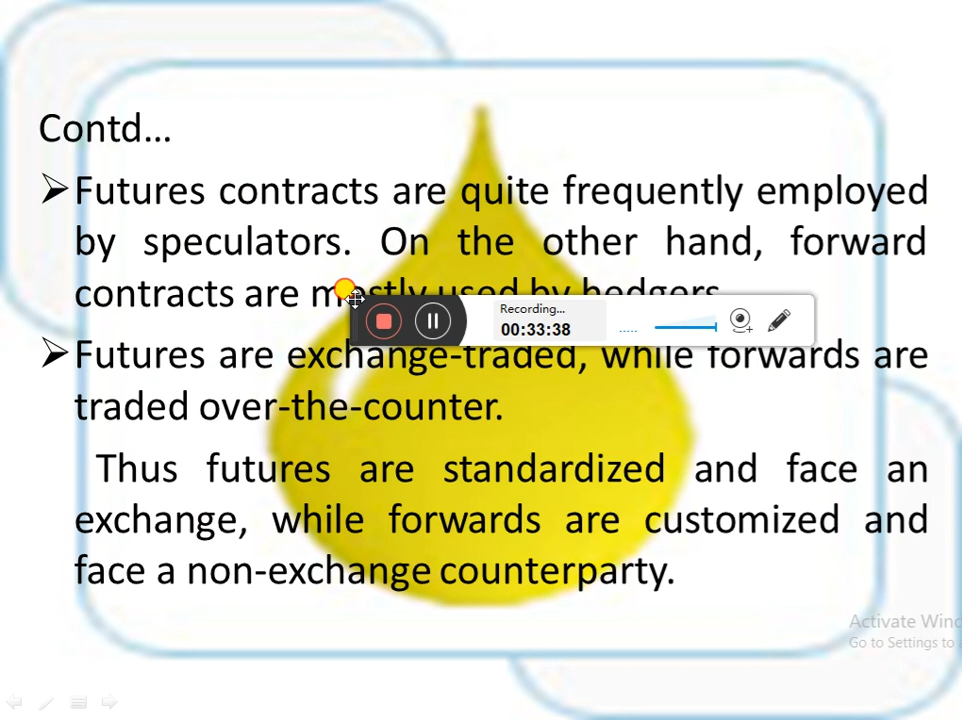 Contd...
➢Futures contracts are quite frequently employed
by speculators. On the other hand, forward
contracts are mostly used by hedgers.
Recording...
00:33:38
➢Futures are exchange-traded, while forwards are
traded over-the-counter.
Thus futures are standardized and face an
exchange, while forwards are customized and
face a non-exchange counterparty.
Activate Wind
Go to Settings to